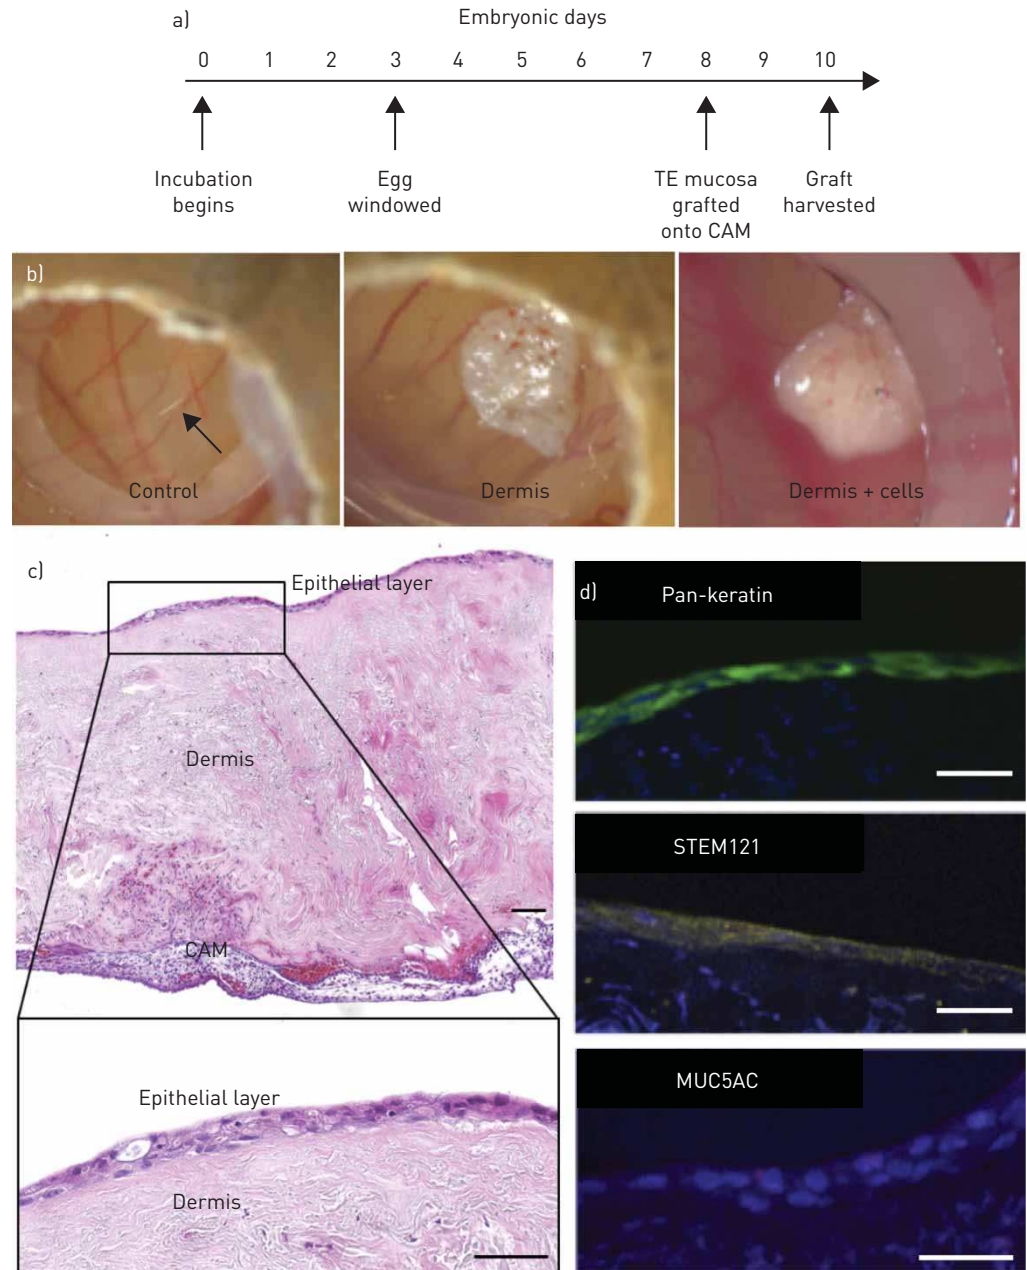 a)
Embryonic days
0 1 2 3 4 5 6 7 8 9 10
Incubation
begins
Egg
windowed
TE mucosa
grafted
onto CAM
Graft
harvested
b)
Control
Dermis
Dermis + cells
c)
Epithelial layer
Dermis
CAM
Epithelial layer
Dermis
d)
Pan-keratin
STEM121
MUC5AC